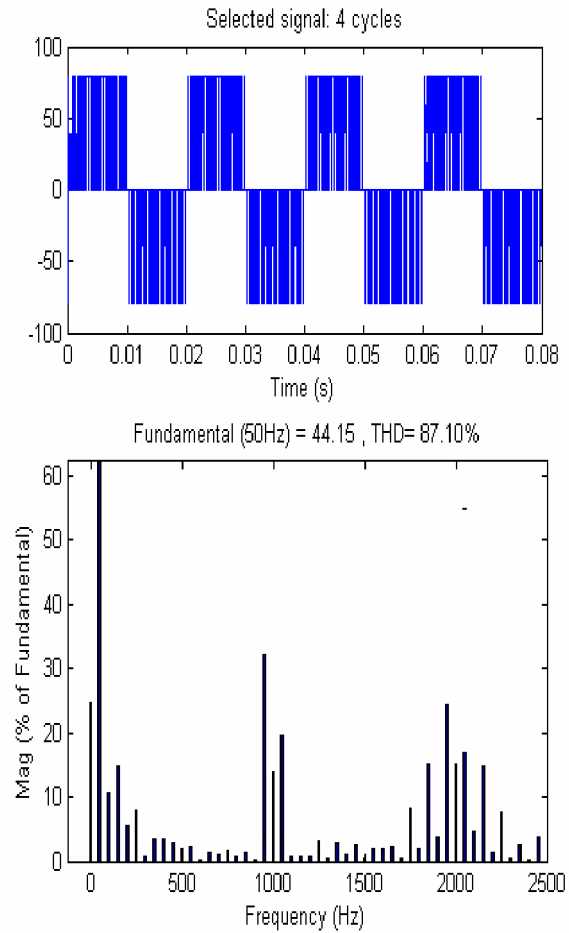 Selected signal: 4 cycles
100
50
0
-50
-100
0 0.01 0.02 0.03 0.04 0.05 0.06 0.07 0.08
Time (s)
Fundamental (50Hz) = 44.15 , THD= 87.10%
60
50
40
30
20
10
0
Mag (% of Fundamental)
0 500 1000 1500 2000 2500
Frequency (Hz)